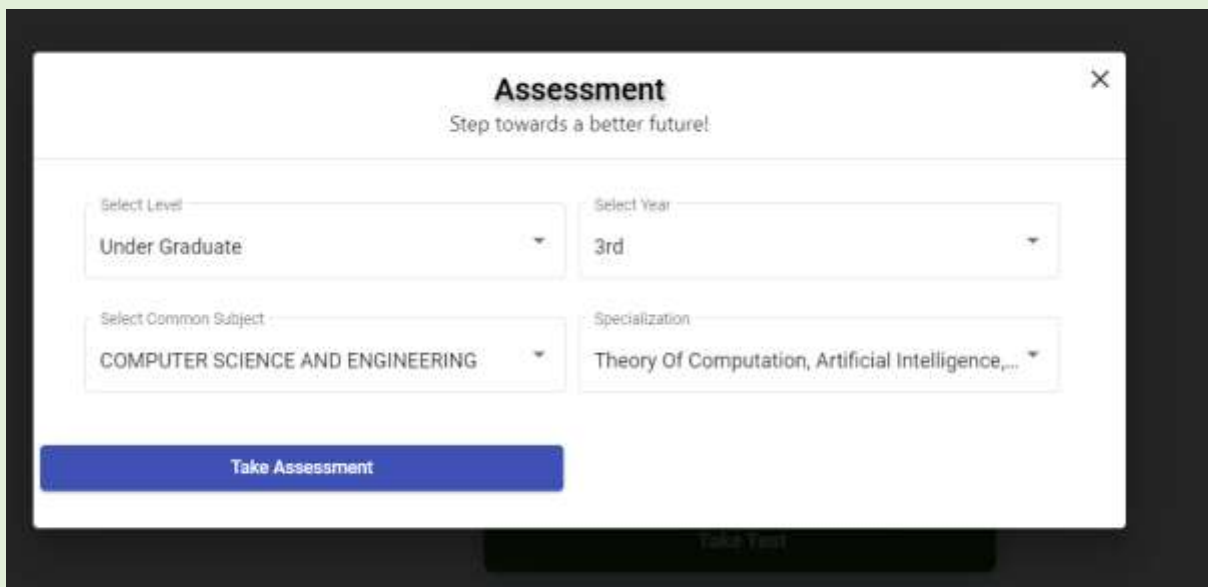 Assessment
Step towards a better future!
Select Level
Select Year
Under Graduate
3rd
Select Common Subject
Specialization
COMPUTER SCIENCE AND ENGINEERING
Theory Of Computation, Artificial Intelligence,...
Take Assessment
Take Test